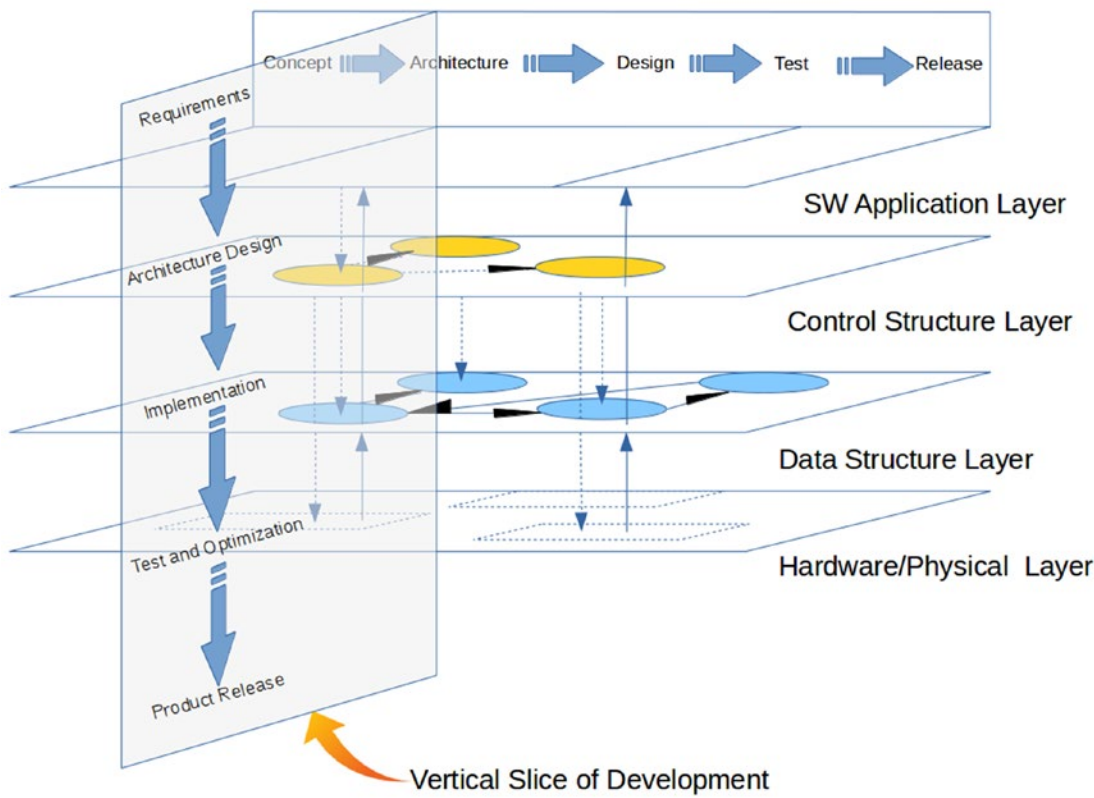 Concept Architecture Design Test Release
Requirements
SW Application Layer
Architecture Design
Control Structure Layer
Implementation
Data Structure Layer
Test and Optimization
Hardware/Physical Layer
Product Release
Vertical Slice of Development